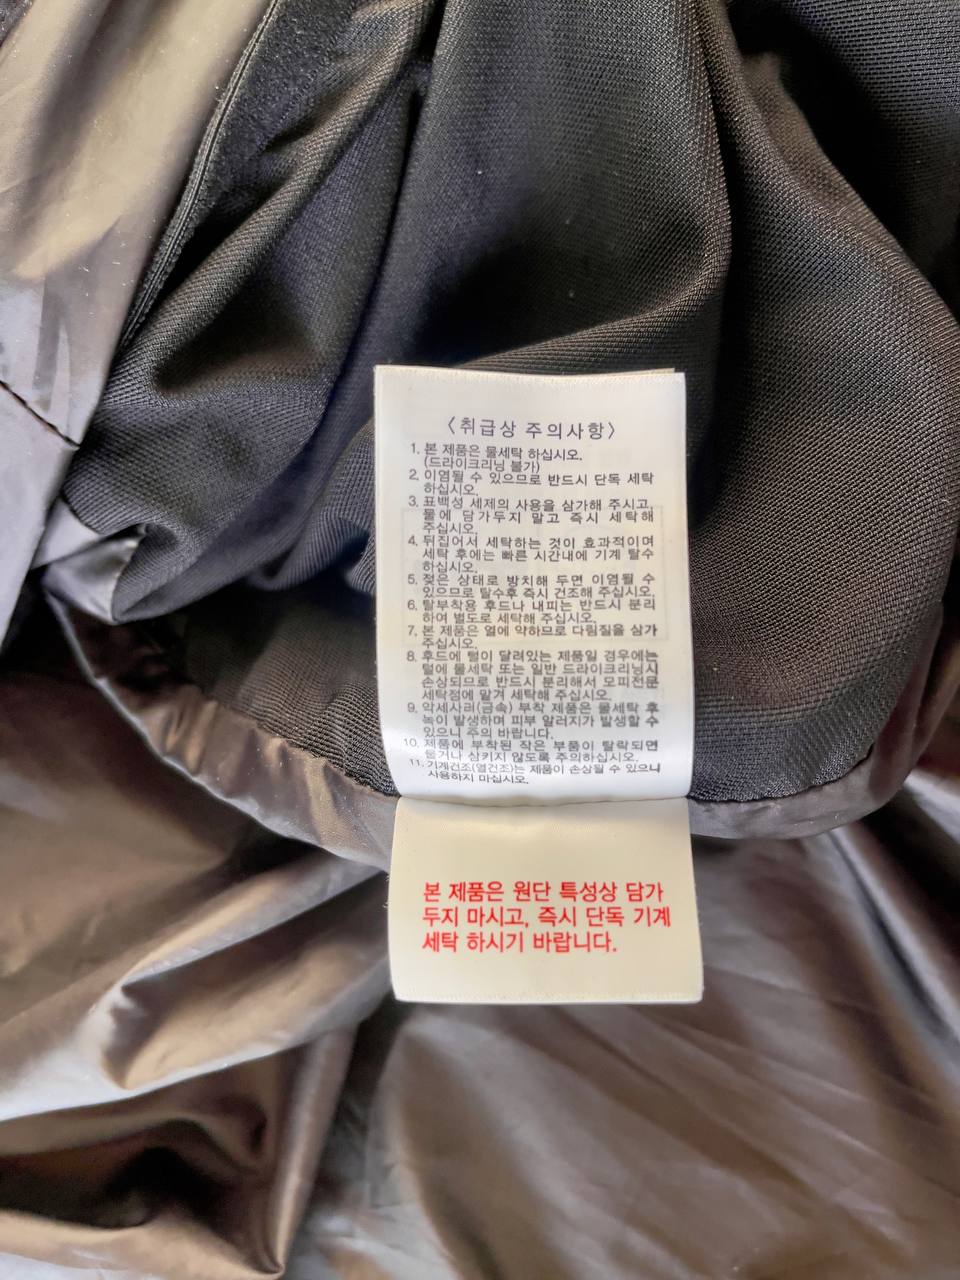 〈취급상 주의사항〉
1. 본 제품은 물세탁 하십시오.
(드라이크리닝 불가)
2. 이염될 수 있으므로 반드시 단독 세탁
하십시오.
3. 표백성 세제의 사용을 삼가해 주시고,
물에 담가두지 말고 즉시 세탁해
주십시오.
4. 뒤집어서 세탁하는 것이 효과적이며
세탁 후에는 빠른 시간내에 기계 탈수
하십시오.
5. 젖은 상태로 방치해 두면 이염될 수
있으므로 탈수후 즉시 건조해 주십시오.
6. 탈부착용 후드나 내피는 반드시 분리
하여 별도로 세탁해 주십시오.
7. 본 제품은 열에 약하므로 다림질을 삼가
주십시오.
8. 후드에 털이 달려있는 제품일 경우에는
털에 물세탁 또는 일반 드라이크리닝시
손상되므로 반드시 분리해서 모피전문
세탁점에 맡겨 세탁해 주십시오.
9. 악세사러(금속) 부착 제품은 물세탁 후
녹이 발생하며 피부 알러지가 발생할 수
있으니 주의 바랍니다.
10. 제품에 부착된 작은 부품이 탈락되면
물거나 삼키지 않도록 주의하십시오.
11. 기계건조(열건조)는 제품이 손상될 수 있으니
사용하지 마십시오.
본 제품은 원단 특성상 담가
두지 마시고, 즉시 단독 기계
세탁 하시기 바랍니다.